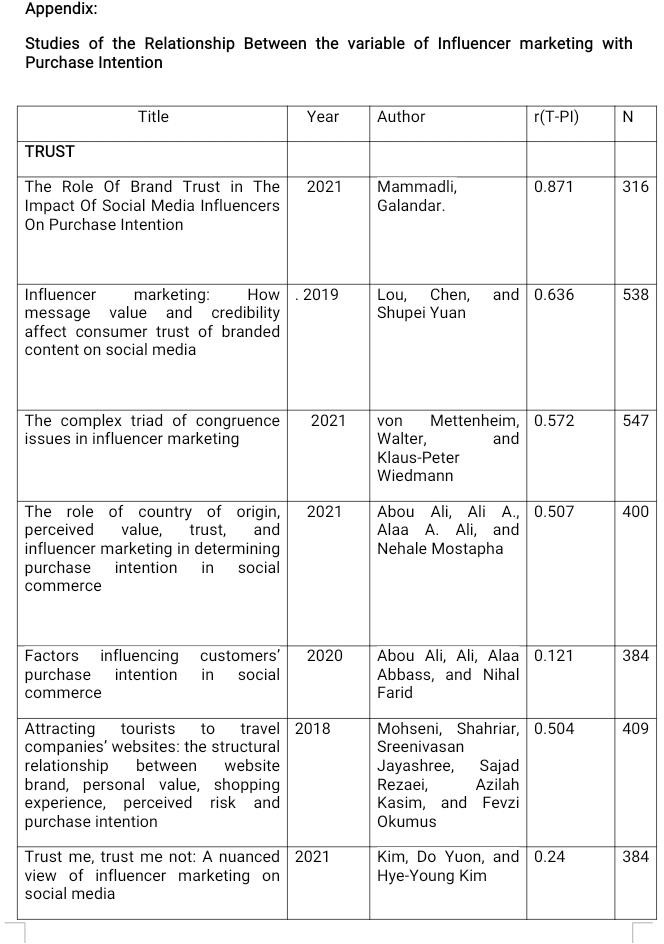 Appendix:
Studies of the Relationship Between the variable of Influencer marketing with
Purchase Intention
Title Year Author r(T-PI) N
TRUST
The Role Of Brand Trust in The 2021 Mammadli, 0.871 316
Impact Of Social Media Influencers Galandar.
On Purchase Intention
Influencer marketing: How . 2019 Lou, Chen, and 0.636 538
message value and credibility Shupei Yuan
affect consumer trust of branded
content on social media
The complex triad of congruence 2021 von Mettenheim, 0.572 547
issues in influencer marketing Walter, and
Klaus-Peter
Wiedmann
The role of country of origin, 2021 Abou Ali, Ali A., 0.507 400
perceived value, trust, and Alaa A. Ali, and
influencer marketing in determining Nehale Mostapha
purchase intention in social
commerce
Factors influencing customers’ 2020 Abou Ali, Ali, Alaa 0.121 384
purchase intention in social Abbass, and Nihal
commerce Farid
Attracting tourists to travel 2018 Mohseni, Shahriar, 0.504 409
companies’ websites: the structural Sreenivasan
relationship between website Jayashree, Sajad
brand, personal value, shopping Rezaei, Azilah
experience, perceived risk and Kasim, and Fevzi
purchase intention Okumus
Trust me, trust me not: A nuanced 2021 Kim, Do Yuon, and 0.24 384
view of influencer marketing on Hye-Young Kim
social media